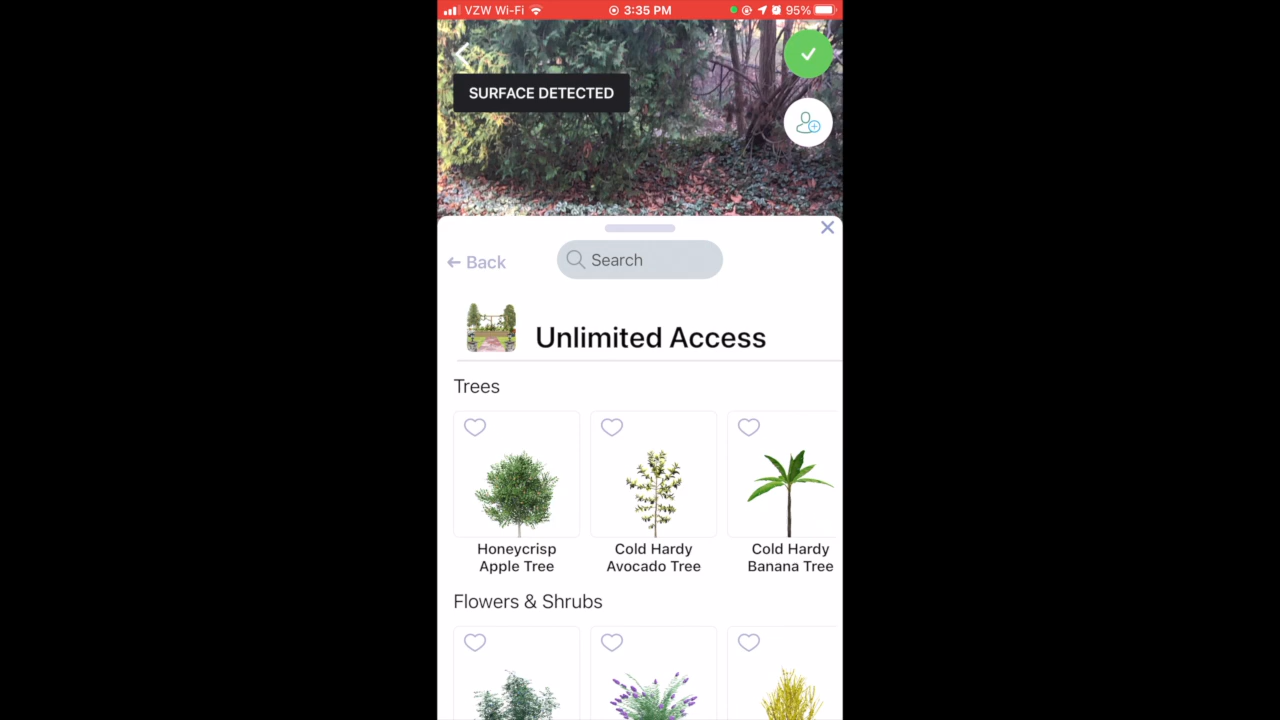 VZW Wi-Fi 3:35 PM 95%
SURFACE DETECTED
← Back
Search
Unlimited Access
Trees
Honeycrisp
Apple Tree
Cold Hardy
Avocado Tree
Cold Hardy
Banana Tree
Flowers & Shrubs